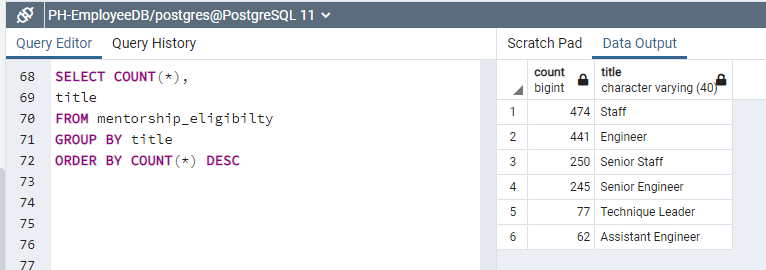 PH-EmployeeDB/postgres@PostgreSQL 11
Query Editor Query History
68 SELECT COUNT(*),
69 title
70 FROM mentorship_eligibilty
71 GROUP BY title
72 ORDER BY COUNT(*) DESC
73
74
75
76
77
Scratch Pad Data Output
count title
bigint character varying (40)
1 474 Staff
2 441 Engineer
3 250 Senior Staff
4 245 Senior Engineer
5 77 Technique Leader
6 62 Assistant Engineer